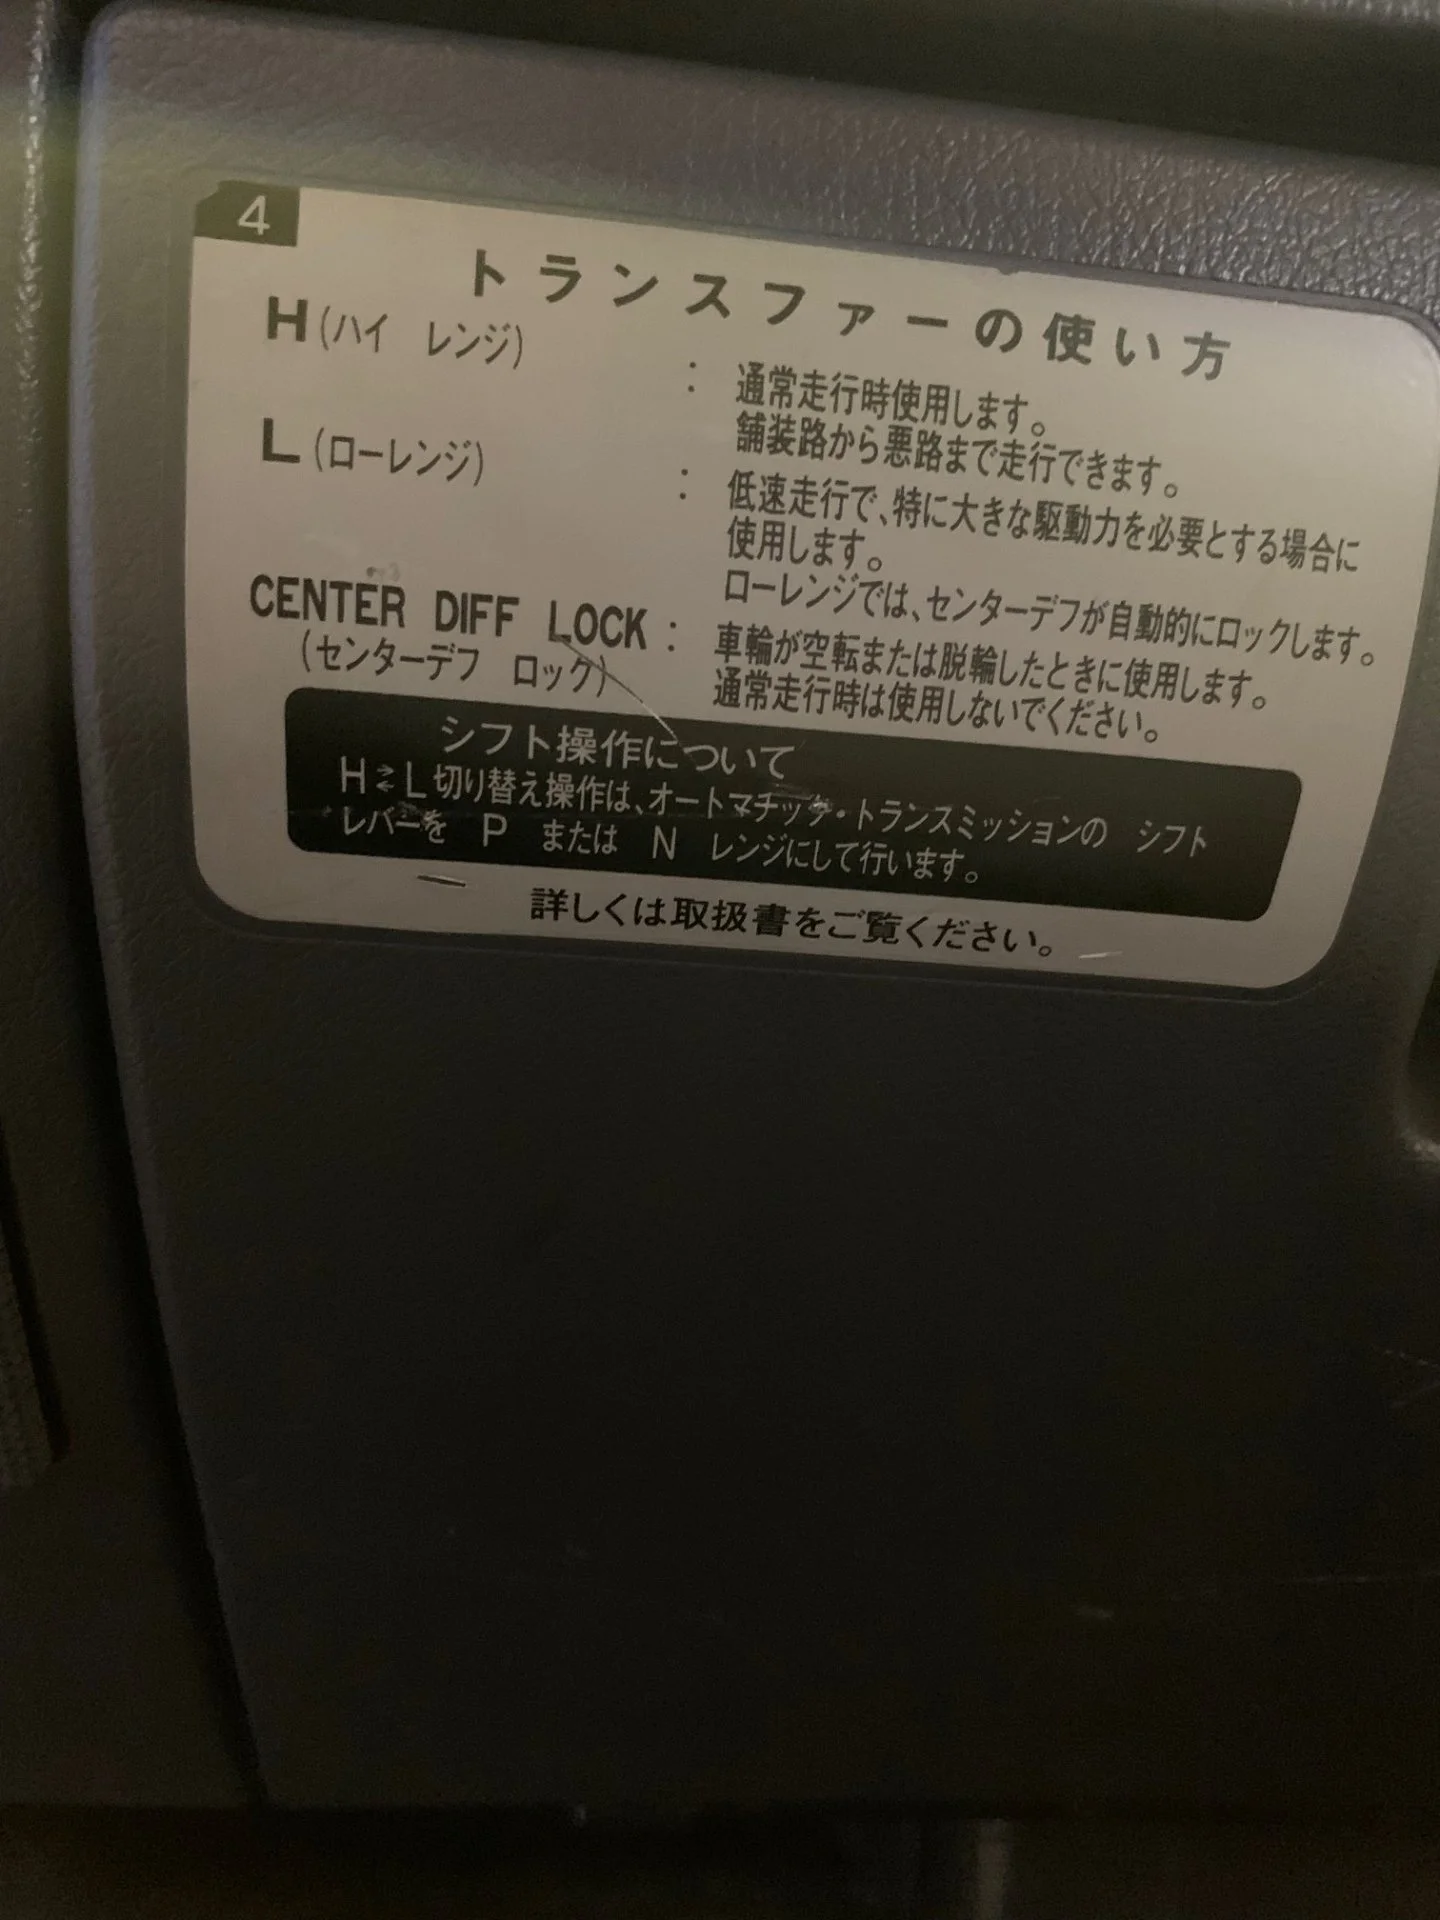 4
トランスファーの使い方
H(ハイ レンジ) : 通常走行時使用します。
舗装路から悪路まで走行できます。
L(ローレンジ) : 低速走行で、特に大きな駆動力を必要とする場合に
使用します。
ローレンジでは、センターデフが自動的にロックします。
CENTER DIFF LOCK : 車輪が空転または脱輪したときに使用します。
(センターデフ ロック) 通常走行時は使用しないでください。
シフト操作について
H⇄L切り替え操作は、オートマチック・トランスミッションの シフト
レバーを P または N レンジにして行います。
詳しくは取扱書をご覧ください。